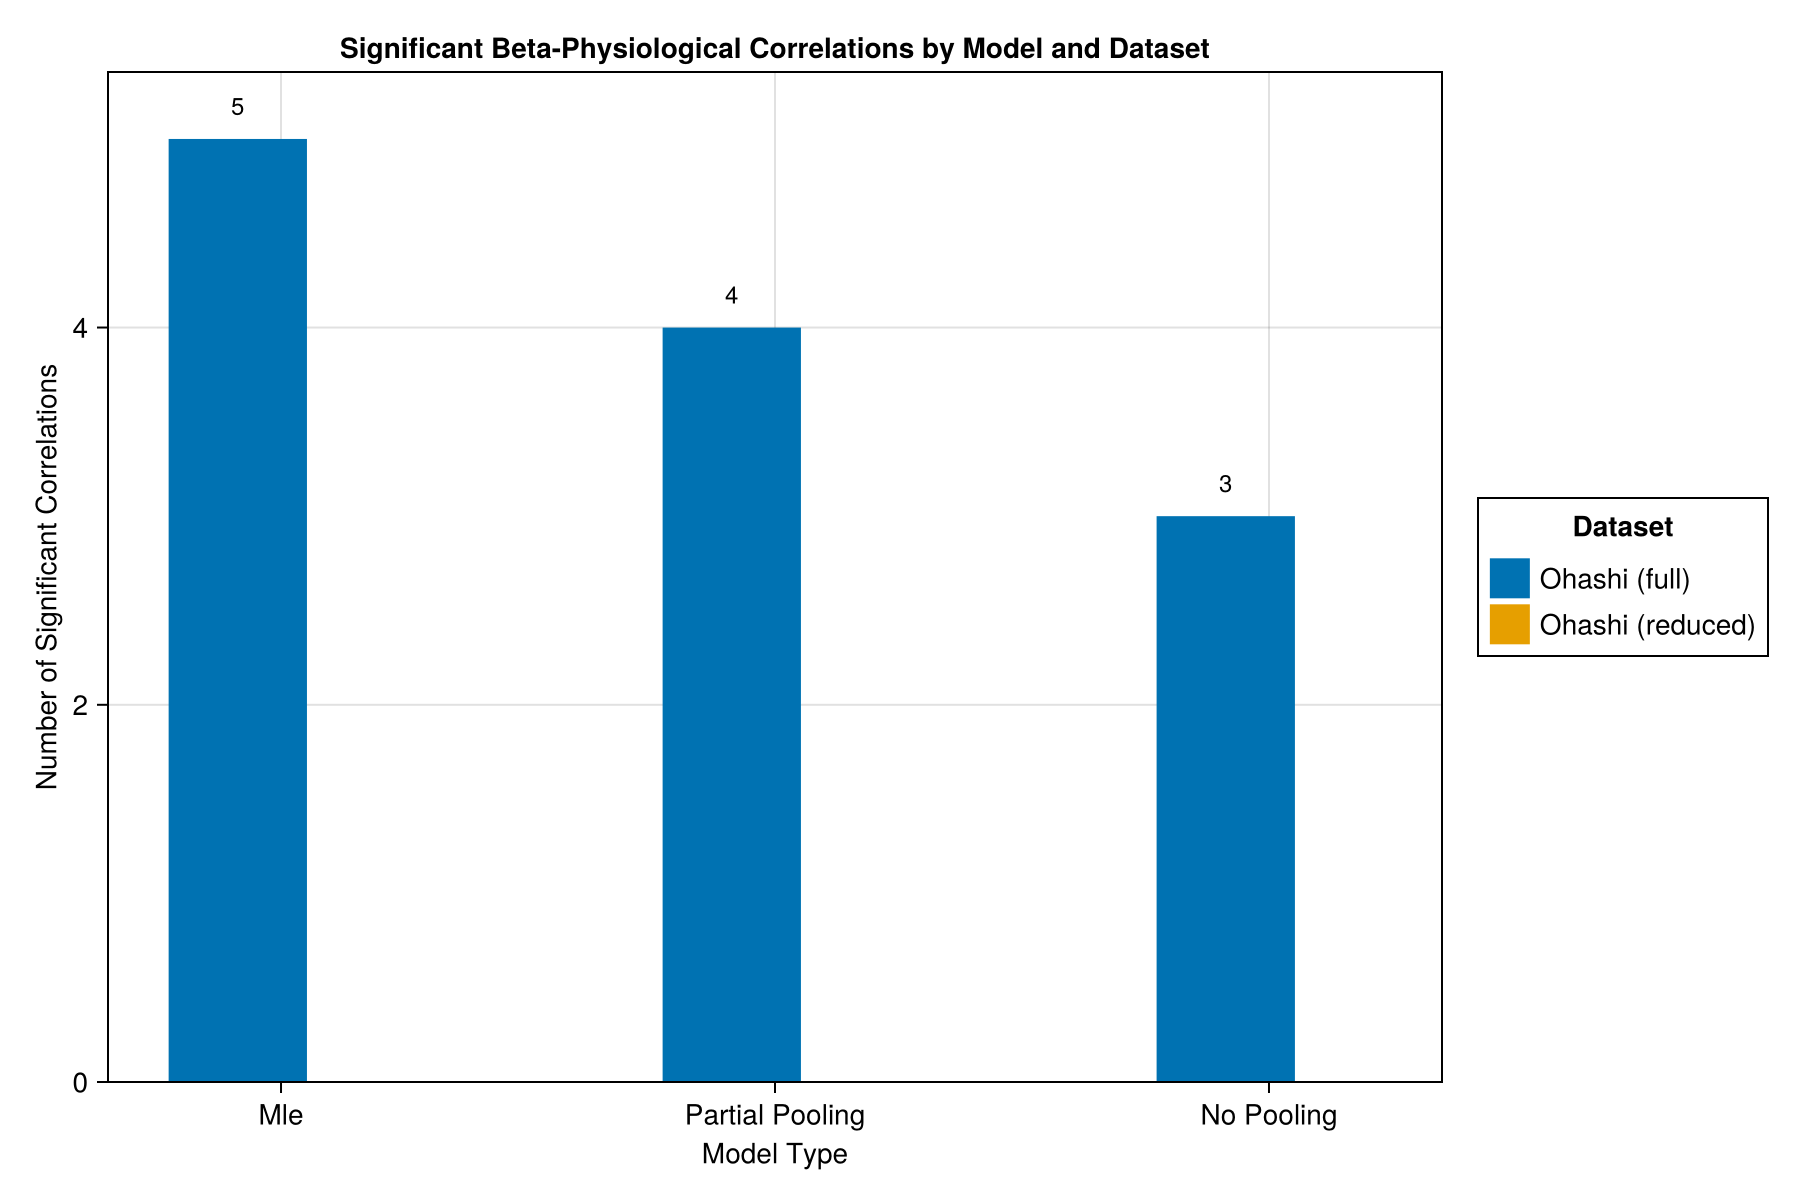 Significant Beta-Physiological Correlations by Model and Dataset
5
4
3
4
2
0
Number of Significant Correlations
Mle
Partial Pooling
No Pooling
Model Type
Dataset
Ohashi (full)
Ohashi (reduced)